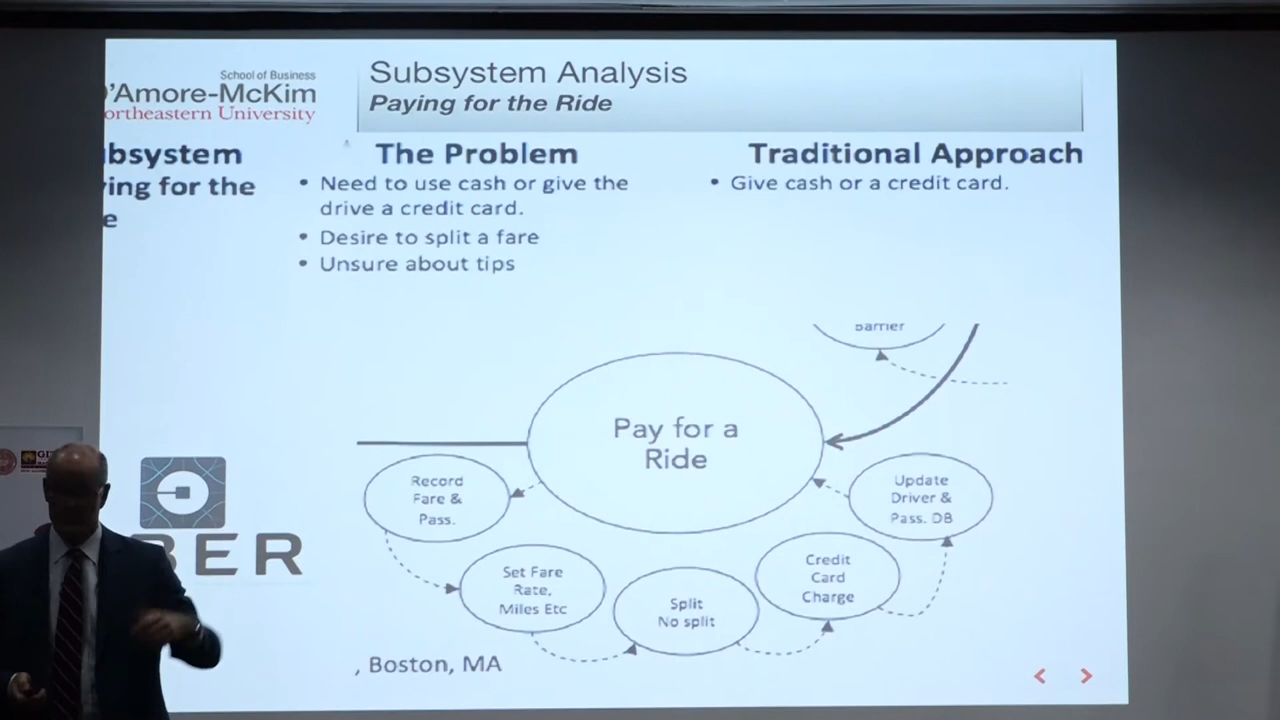 School of Business
'Amore-McKim
ortheastern University
Subsystem Analysis
Paying for the Ride
bsystem
ing for the
e
The Problem
• Need to use cash or give the
drive a credit card.
• Desire to split a fare
• Unsure about tips
Traditional Approach
• Give cash or a credit card.
Barrier
Pay for a
Ride
Record
Fare &
Pass.
Set Fare
Rate,
Miles Etc
Split
No split
Credit
Card
Charge
Update
Driver &
Pass. DB
BER
, Boston, MA
< >